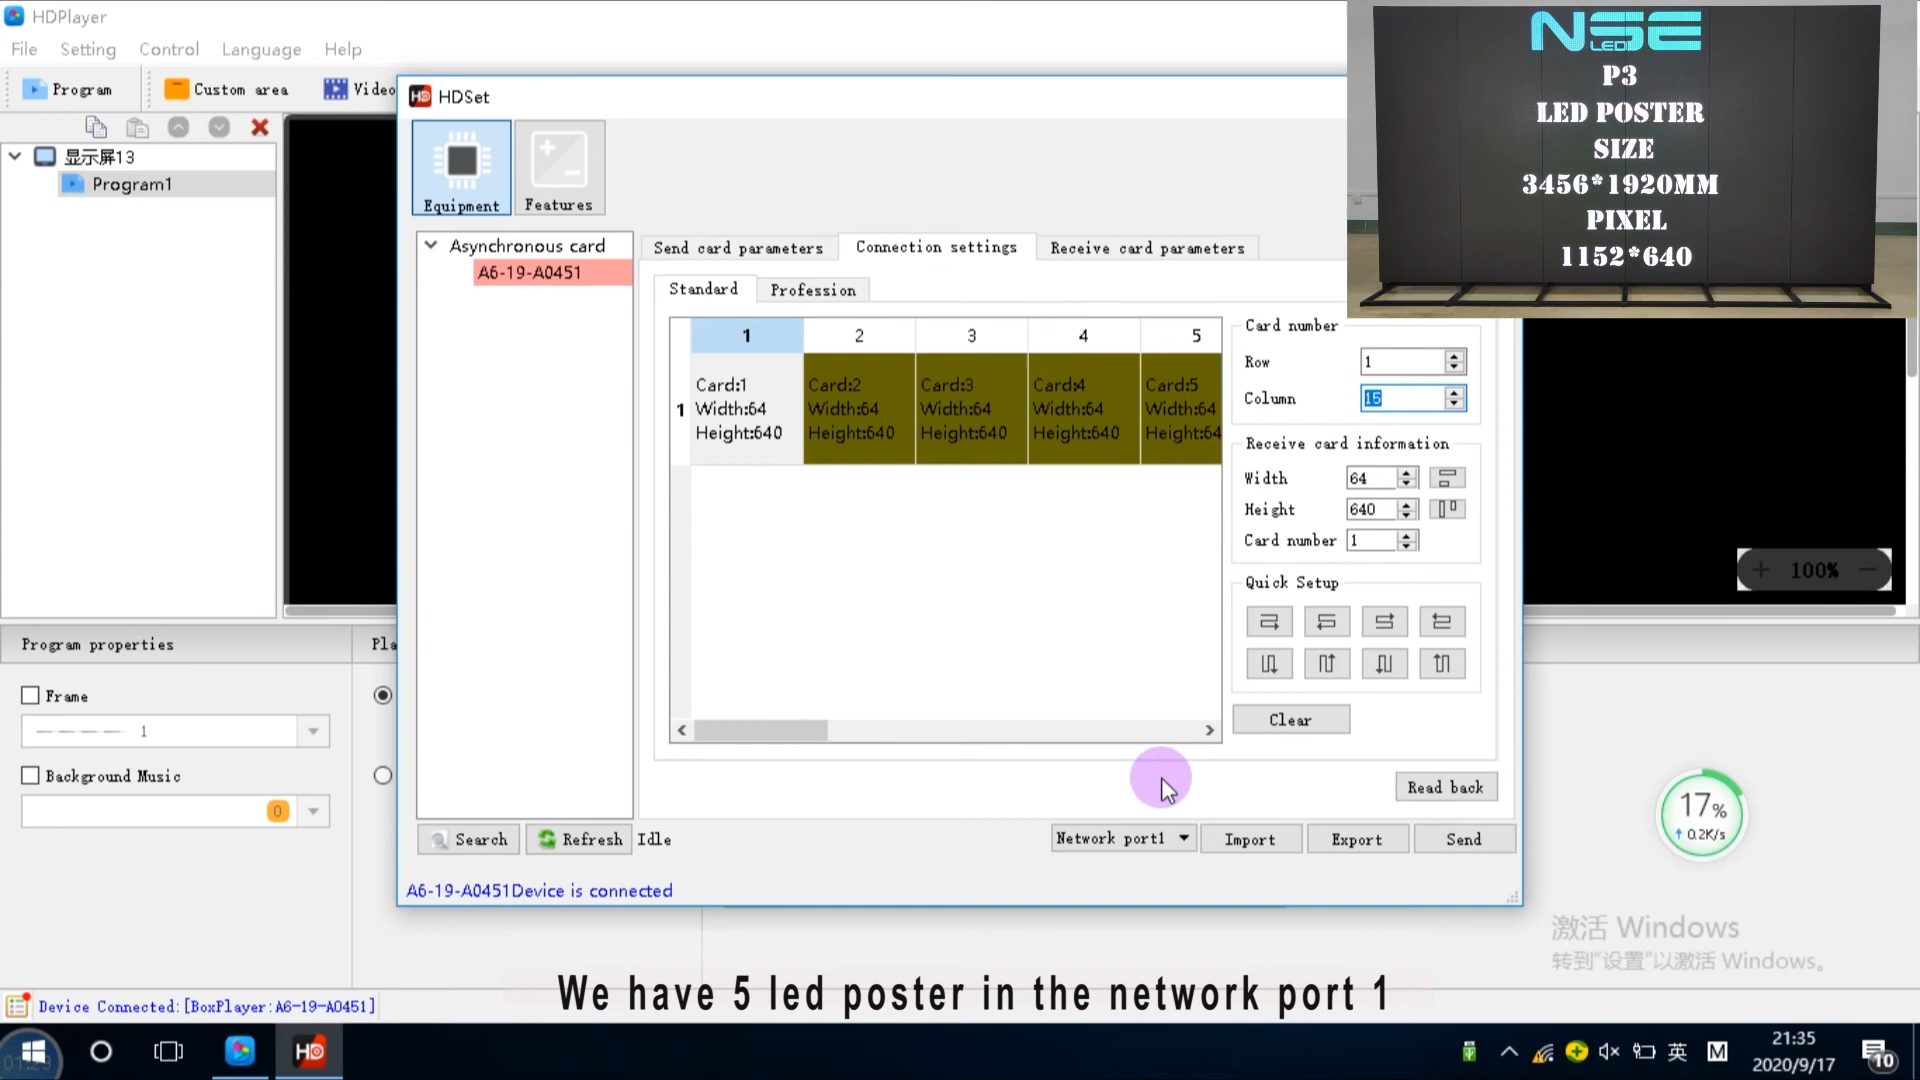 HDPlayer
File Setting Control Language Help
Program Custom area Video
显示屏13
Program1
HDSet
Equipment Features
Asynchronous card
A6-19-A0451
Send card parameters Connection settings Receive card parameters
Standard Profession
1 2 3 4 5
1
Card:1
Width:64
Height:640
Card:2
Width:64
Height:640
Card:3
Width:64
Height:640
Card:4
Width:64
Height:640
Card:5
Width:64
Height:64
Card number
Row 1
Column 15
Receive card information
Width 64
Height 640
Card number 1
Quick Setup
Clear
Read back
Search Refresh Idle
Network port1 Import Export Send
A6-19-A0451Device is connected
NSE
LED
P3
LED POSTER
SIZE
3456*1920MM
PIXEL
1152*640
+ 100% −
Program properties
Pla
Frame
1
Background Music
0
17%
↑ 0.2K/s
激活 Windows
转到"设置"以激活 Windows。
We have 5 led poster in the network port 1
Device Connected:[BoxPlayer:A6-19-A0451]
01:29
HD
英
M
21:35
2020/9/17
10